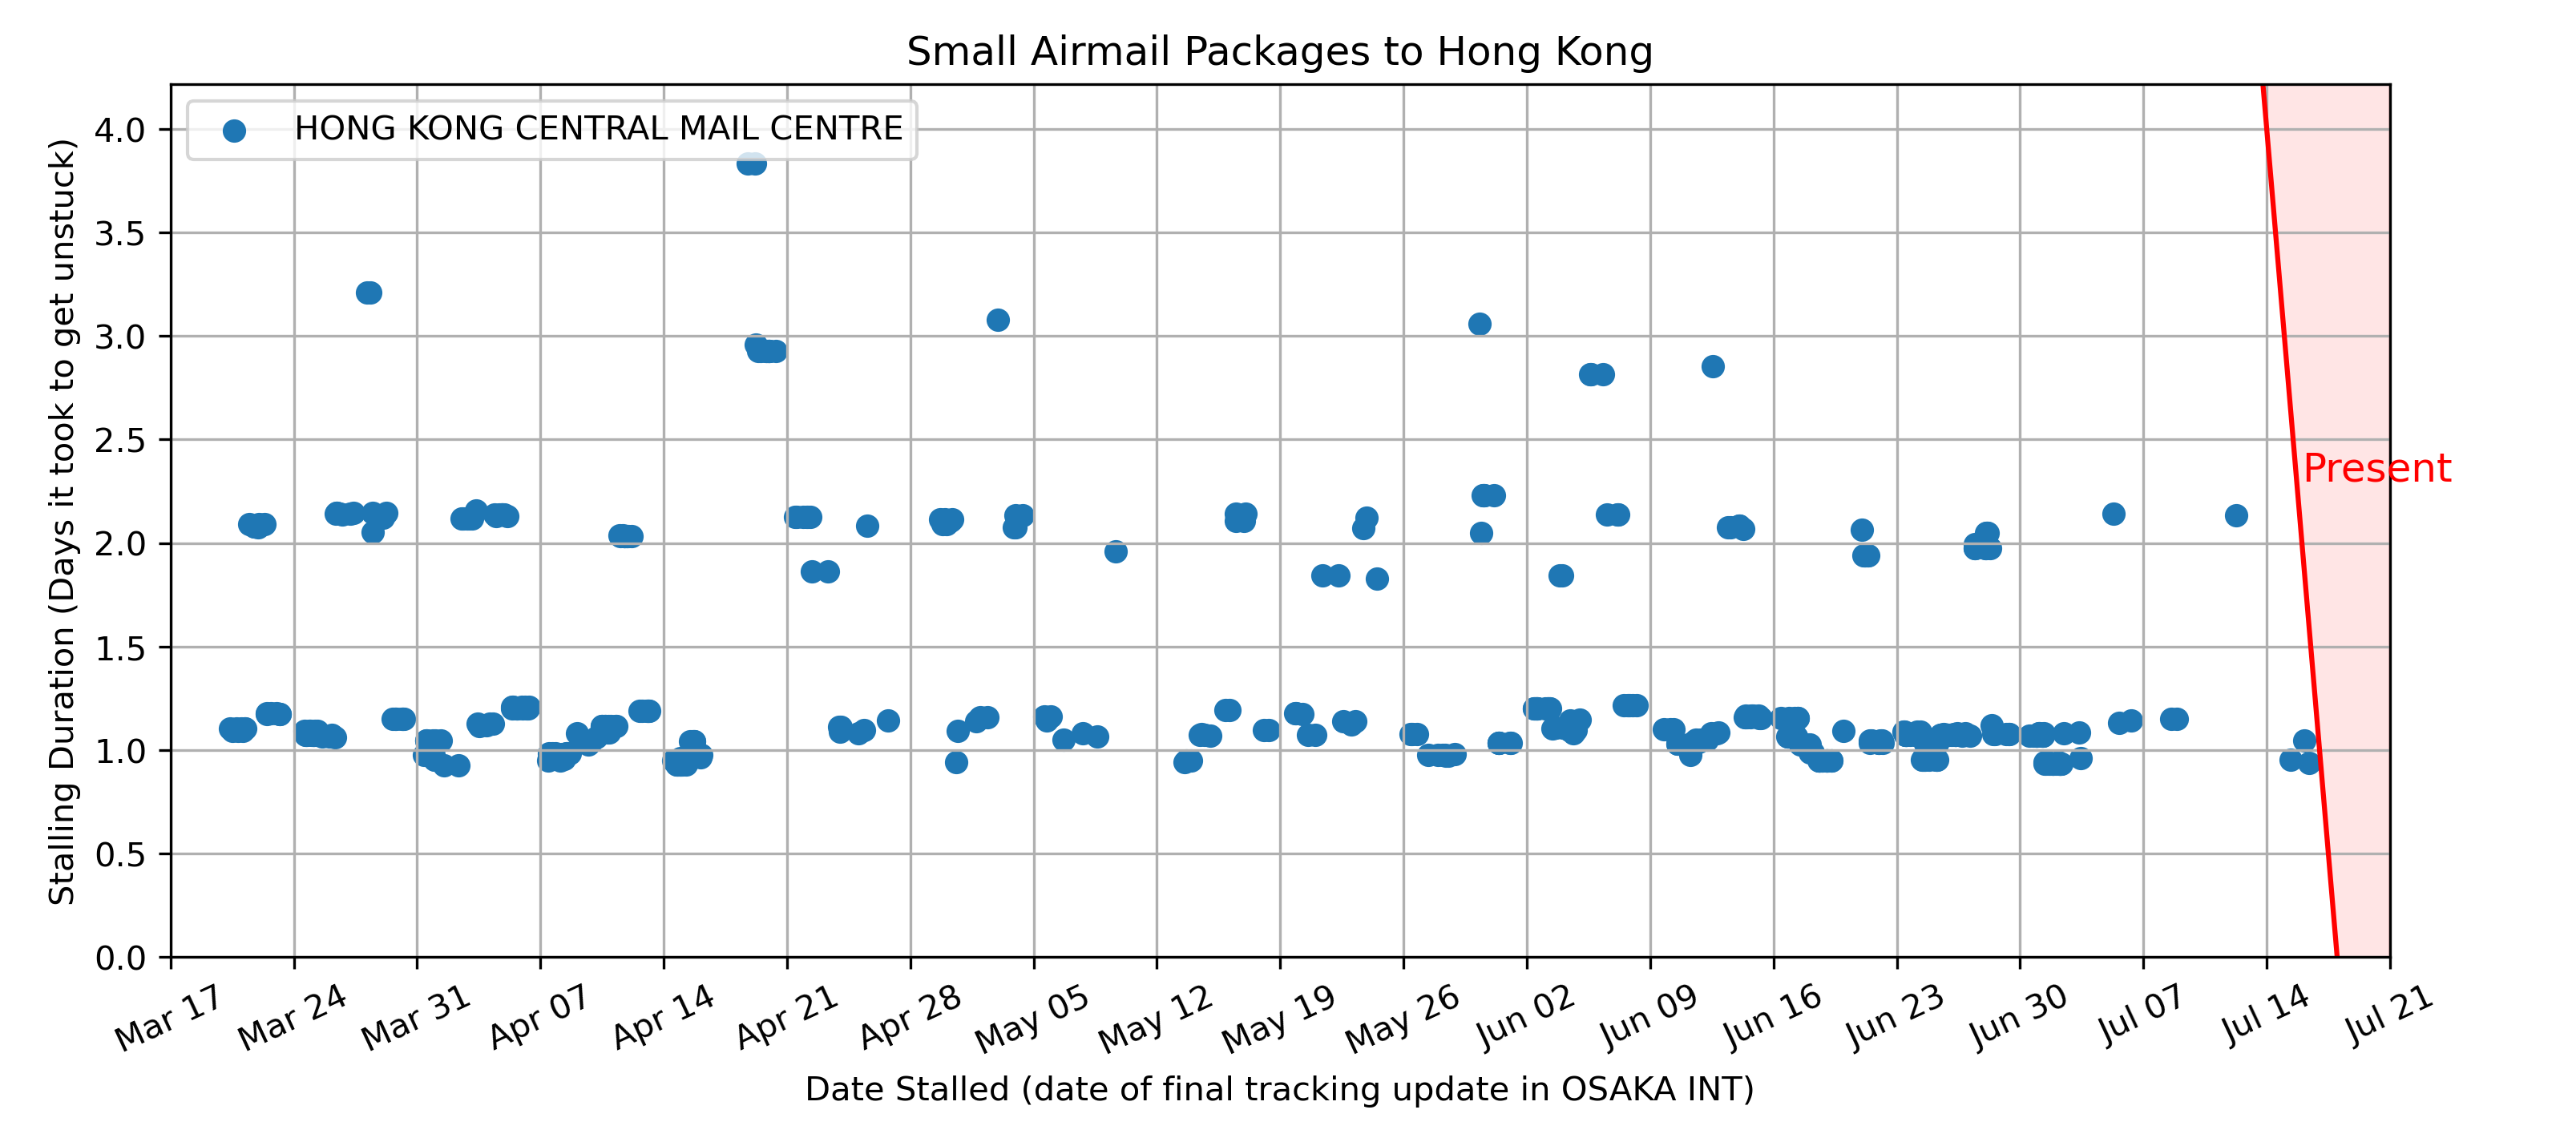 Small Airmail Packages to Hong Kong
HONG KONG CENTRAL MAIL CENTRE
Stalling Duration (Days it took to get unstuck)
4.0
3.5
3.0
2.5
2.0
1.5
1.0
0.5
0.0
Present
Mar 17
Mar 24
Mar 31
Apr 07
Apr 14
Apr 21
Apr 28
May 05
May 12
May 19
May 26
Jun 02
Jun 09
Jun 16
Jun 23
Jun 30
Jul 07
Jul 14
Jul 21
Date Stalled (date of final tracking update in OSAKA INT)